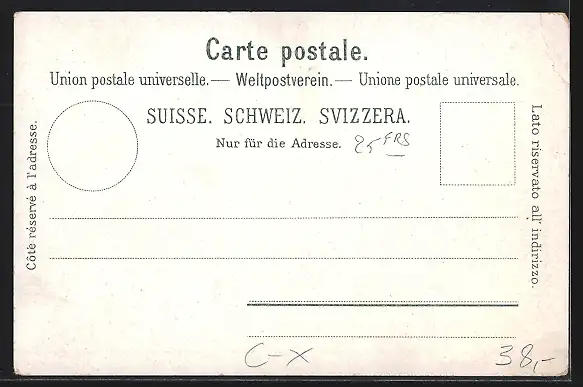 Carte postale.
Union postale universelle.— Weltpostverein.— Unione postale universale.
SUISSE. SCHWEIZ. SVIZZERA.
Nur für die Adresse. 25 FRS
Côté réservé à l'adresse.
Lato riservato all' indirizzo.
C-X
38,-